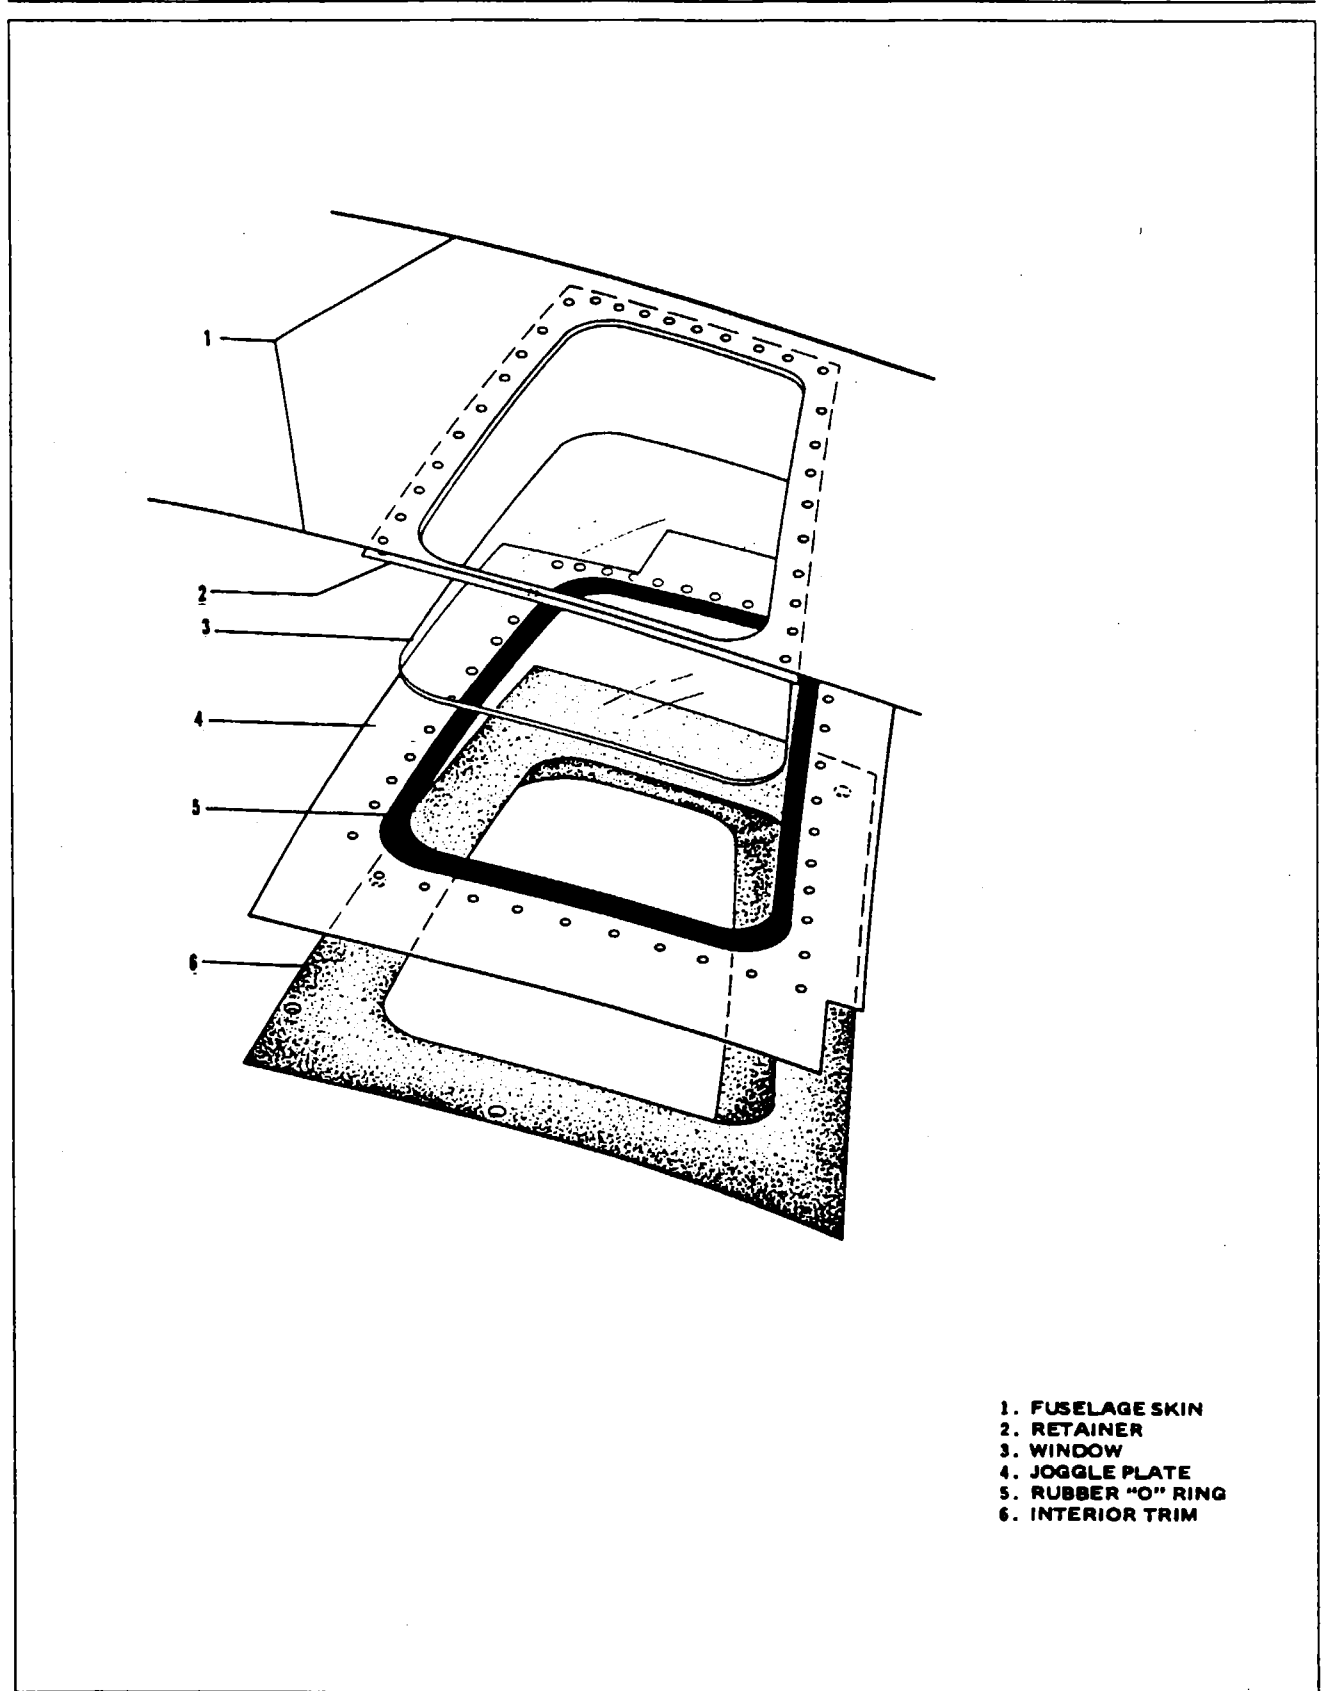 1
2
3
4
5
6
1. FUSELAGE SKIN
2. RETAINER
3. WINDOW
4. JOGGLE PLATE
5. RUBBER "O" RING
6. INTERIOR TRIM